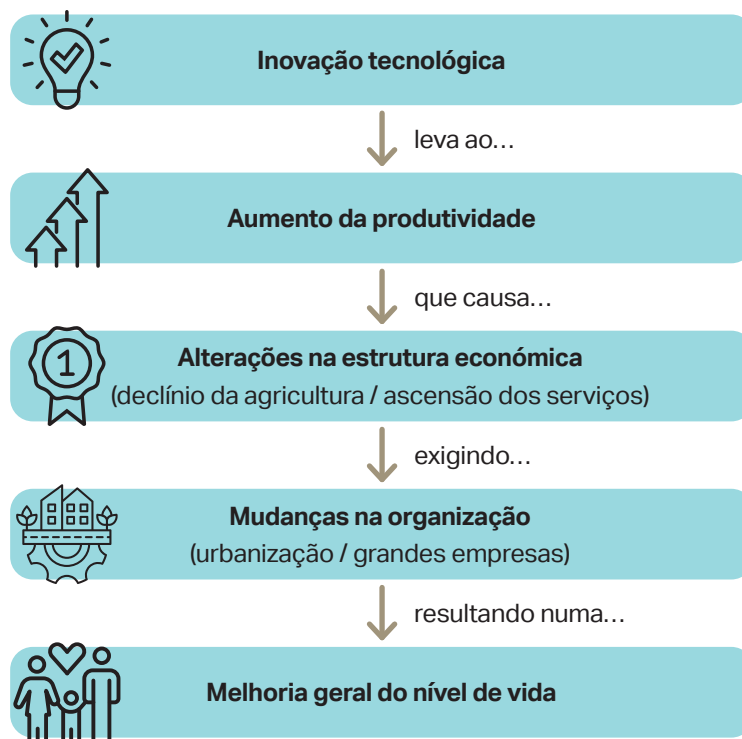 Inovação tecnológica
leva ao...
Aumento da produtividade
que causa...
1
Alterações na estrutura económica
(declínio da agricultura / ascensão dos serviços)
exigindo...
Mudanças na organização
(urbanização / grandes empresas)
resultando numa...
Melhoria geral do nível de vida